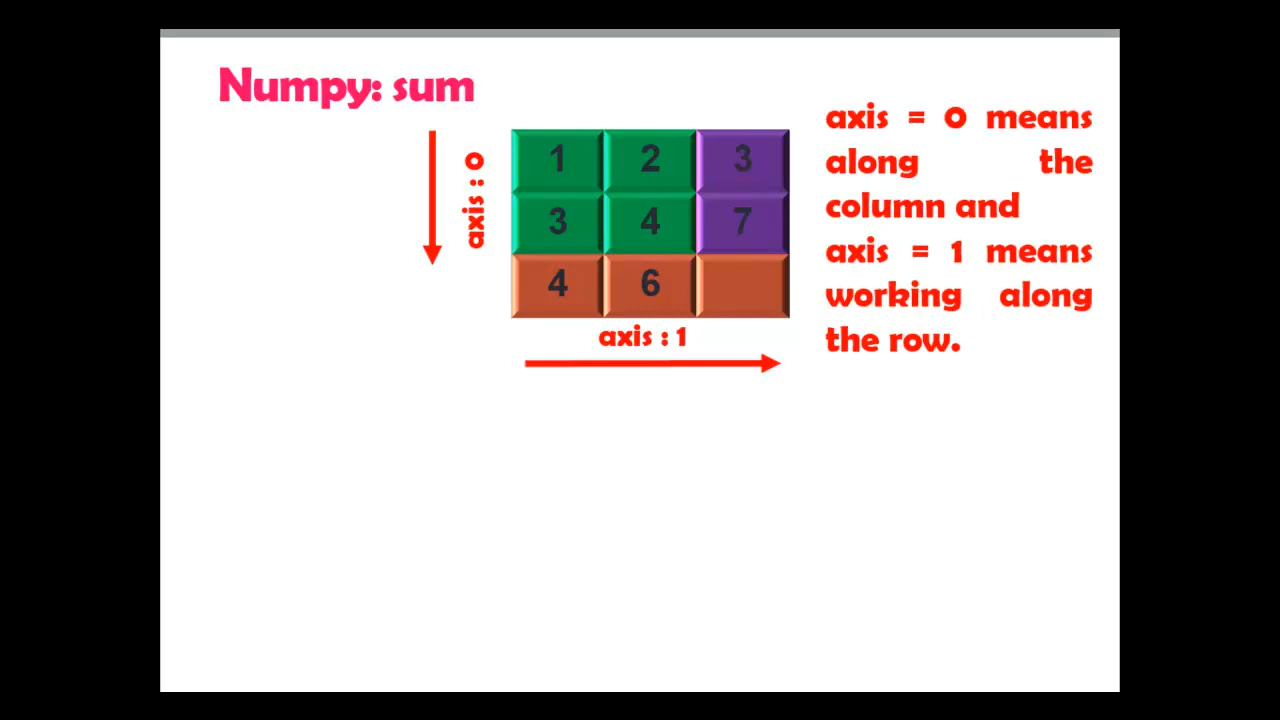 Numpy: sum
axis : 0
1 2 3
3 4 7
4 6
axis : 1
axis = 0 means
along the
column and
axis = 1 means
working along
the row.